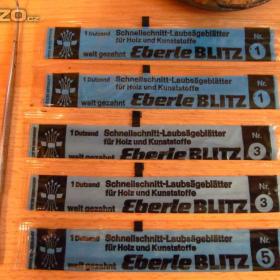 zo.cz
1 Dutzend Schnellschnitt-Laubsägeblätter Nr.
für Holz und Kunststoffe
weit gezahnt Eberle BLITZ 1
1 Dutzend Schnellschnitt-Laubsägeblätter Nr.
für Holz und Kunststoffe
weit gezahnt Eberle BLITZ 1
1 Dutzend Schnellschnitt-Laubsägeblätter Nr.
für Holz und Kunststoffe
weit gezahnt Eberle BLITZ 3
1 Dutzend Schnellschnitt-Laubsägeblätter Nr.
für Holz und Kunststoffe
weit gezahnt Eberle BLITZ 3
1 Dutzend Schnellschnitt-Laubsägeblätter Nr.
für Holz und Kunststoffe
weit gezahnt Eberle BLITZ 5